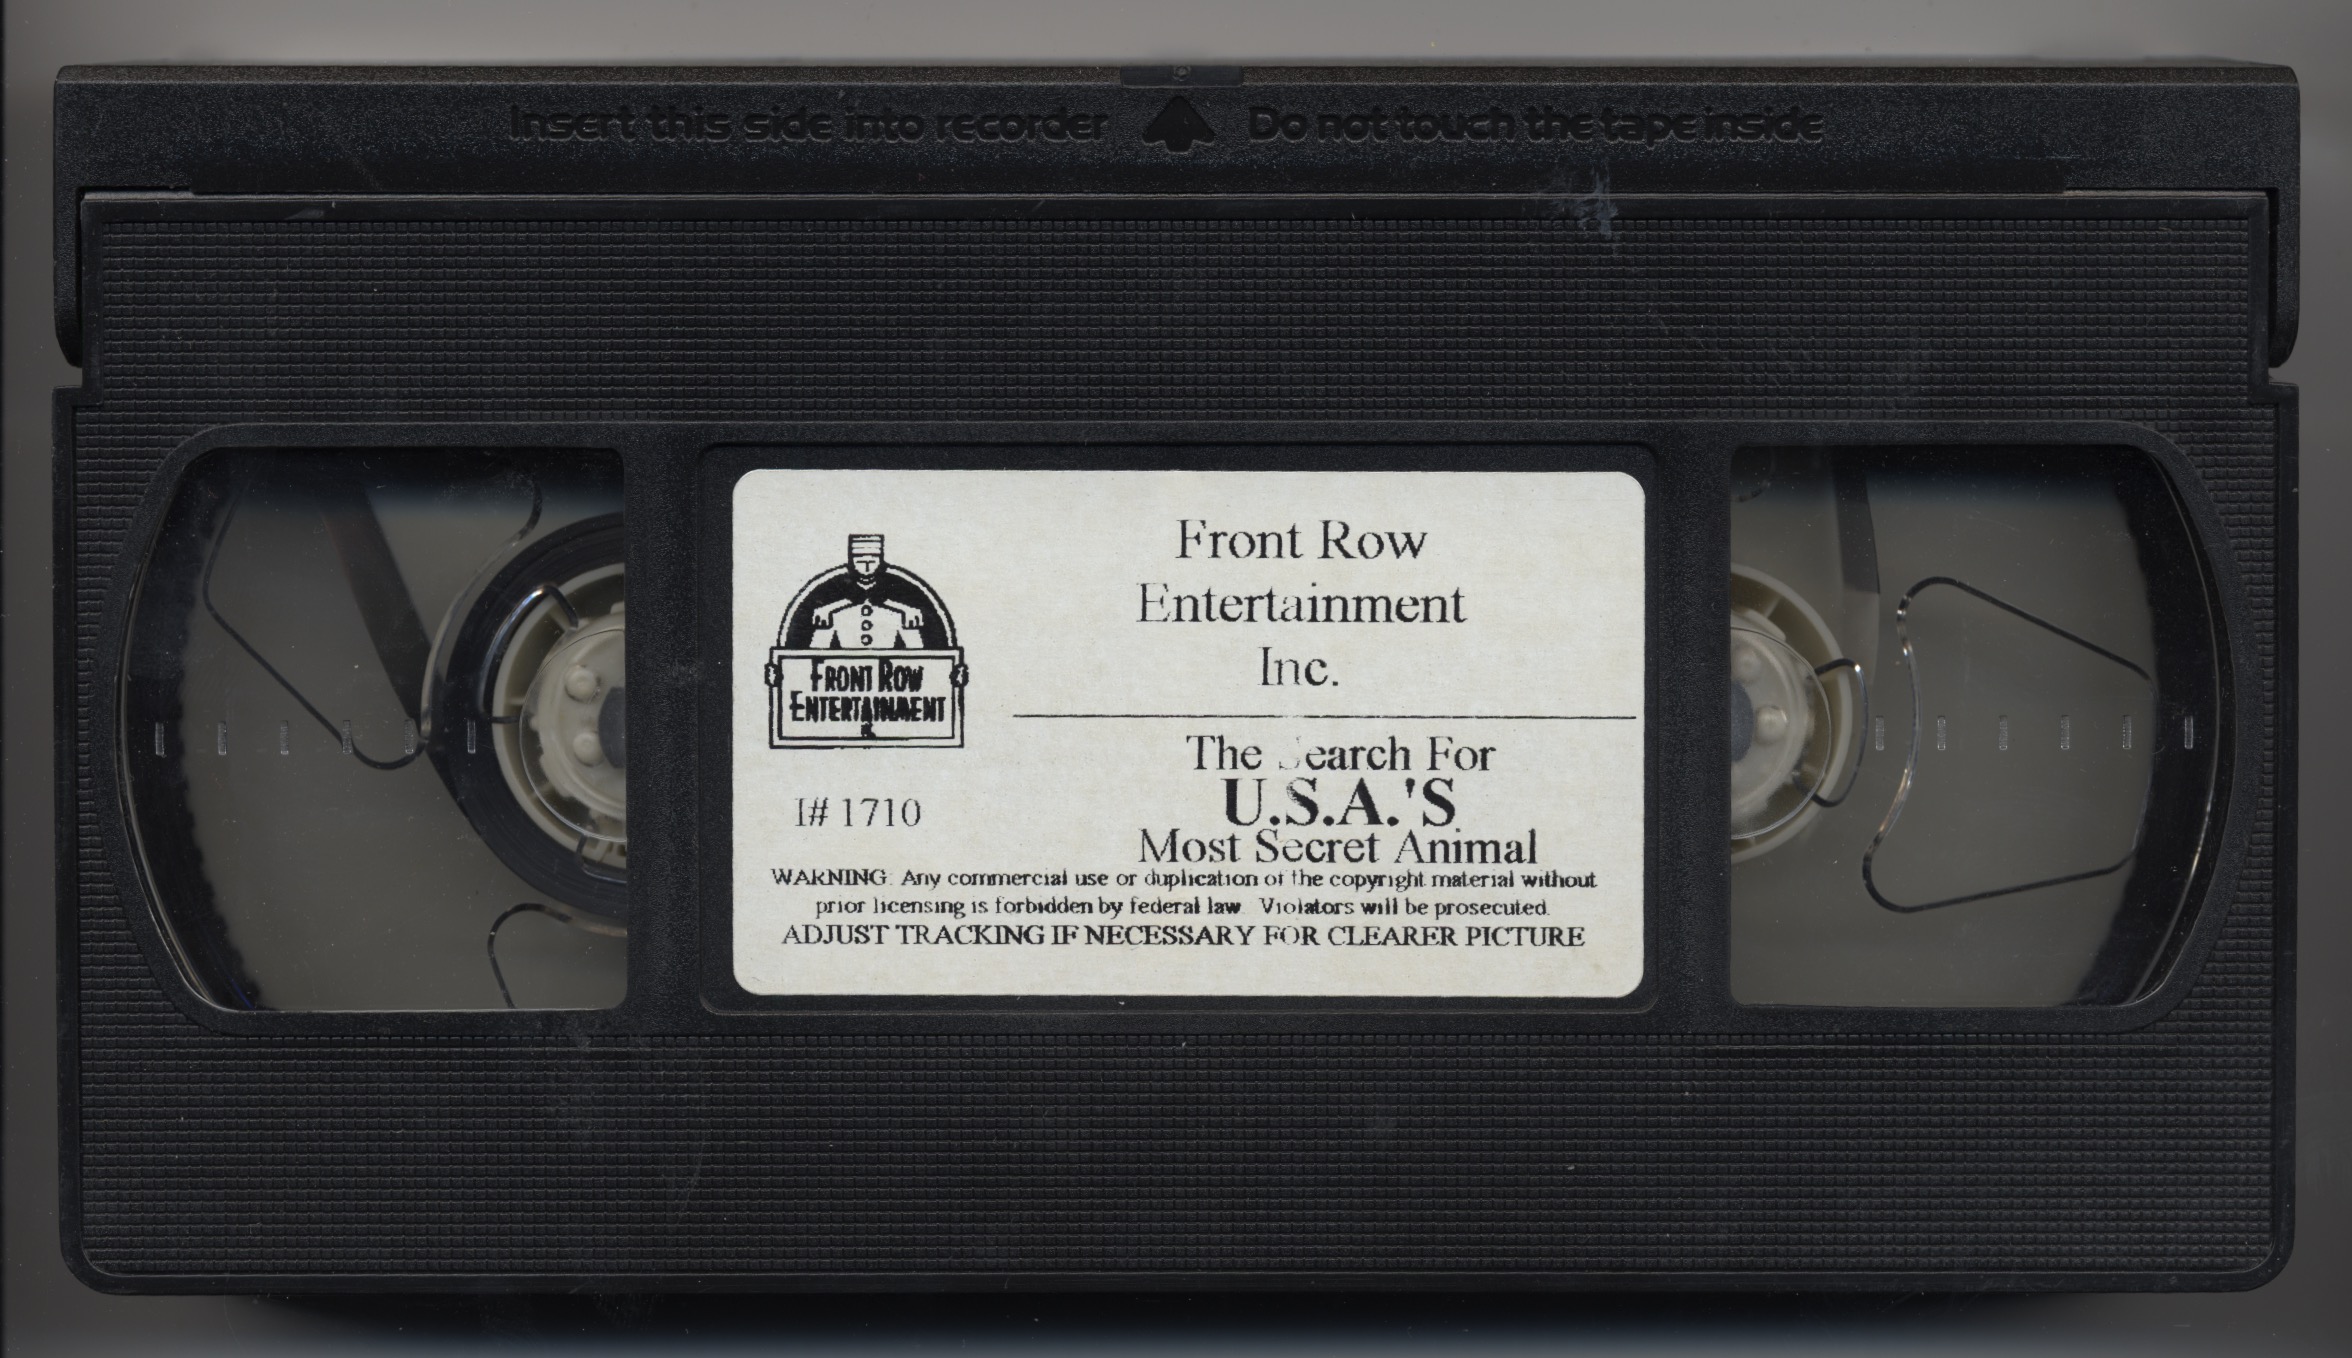 Insert this side into recorder Do not touch the tape inside
Front Row
Entertainment
Inc.
FRONT ROW
ENTERTAINMENT
I# 1710
The Search For
U.S.A.'S
Most Secret Animal
WARNING: Any commercial use or duplication of the copyright material without
prior licensing is forbidden by federal law. Violators will be prosecuted.
ADJUST TRACKING IF NECESSARY FOR CLEARER PICTURE